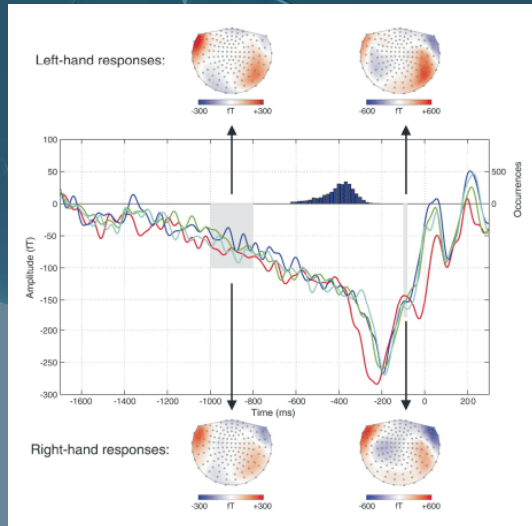 Left-hand responses:
-300 fT +300
-600 fT +600
100
50
0
-50
-100
-150
-200
-250
-300
Amplitude (fT)
500
0
Occurrences
-1600 -1400 -1200 -1000 -800 -600 -400 -200 0 200
Time (ms)
Right-hand responses:
-300 fT +300
-600 fT +600